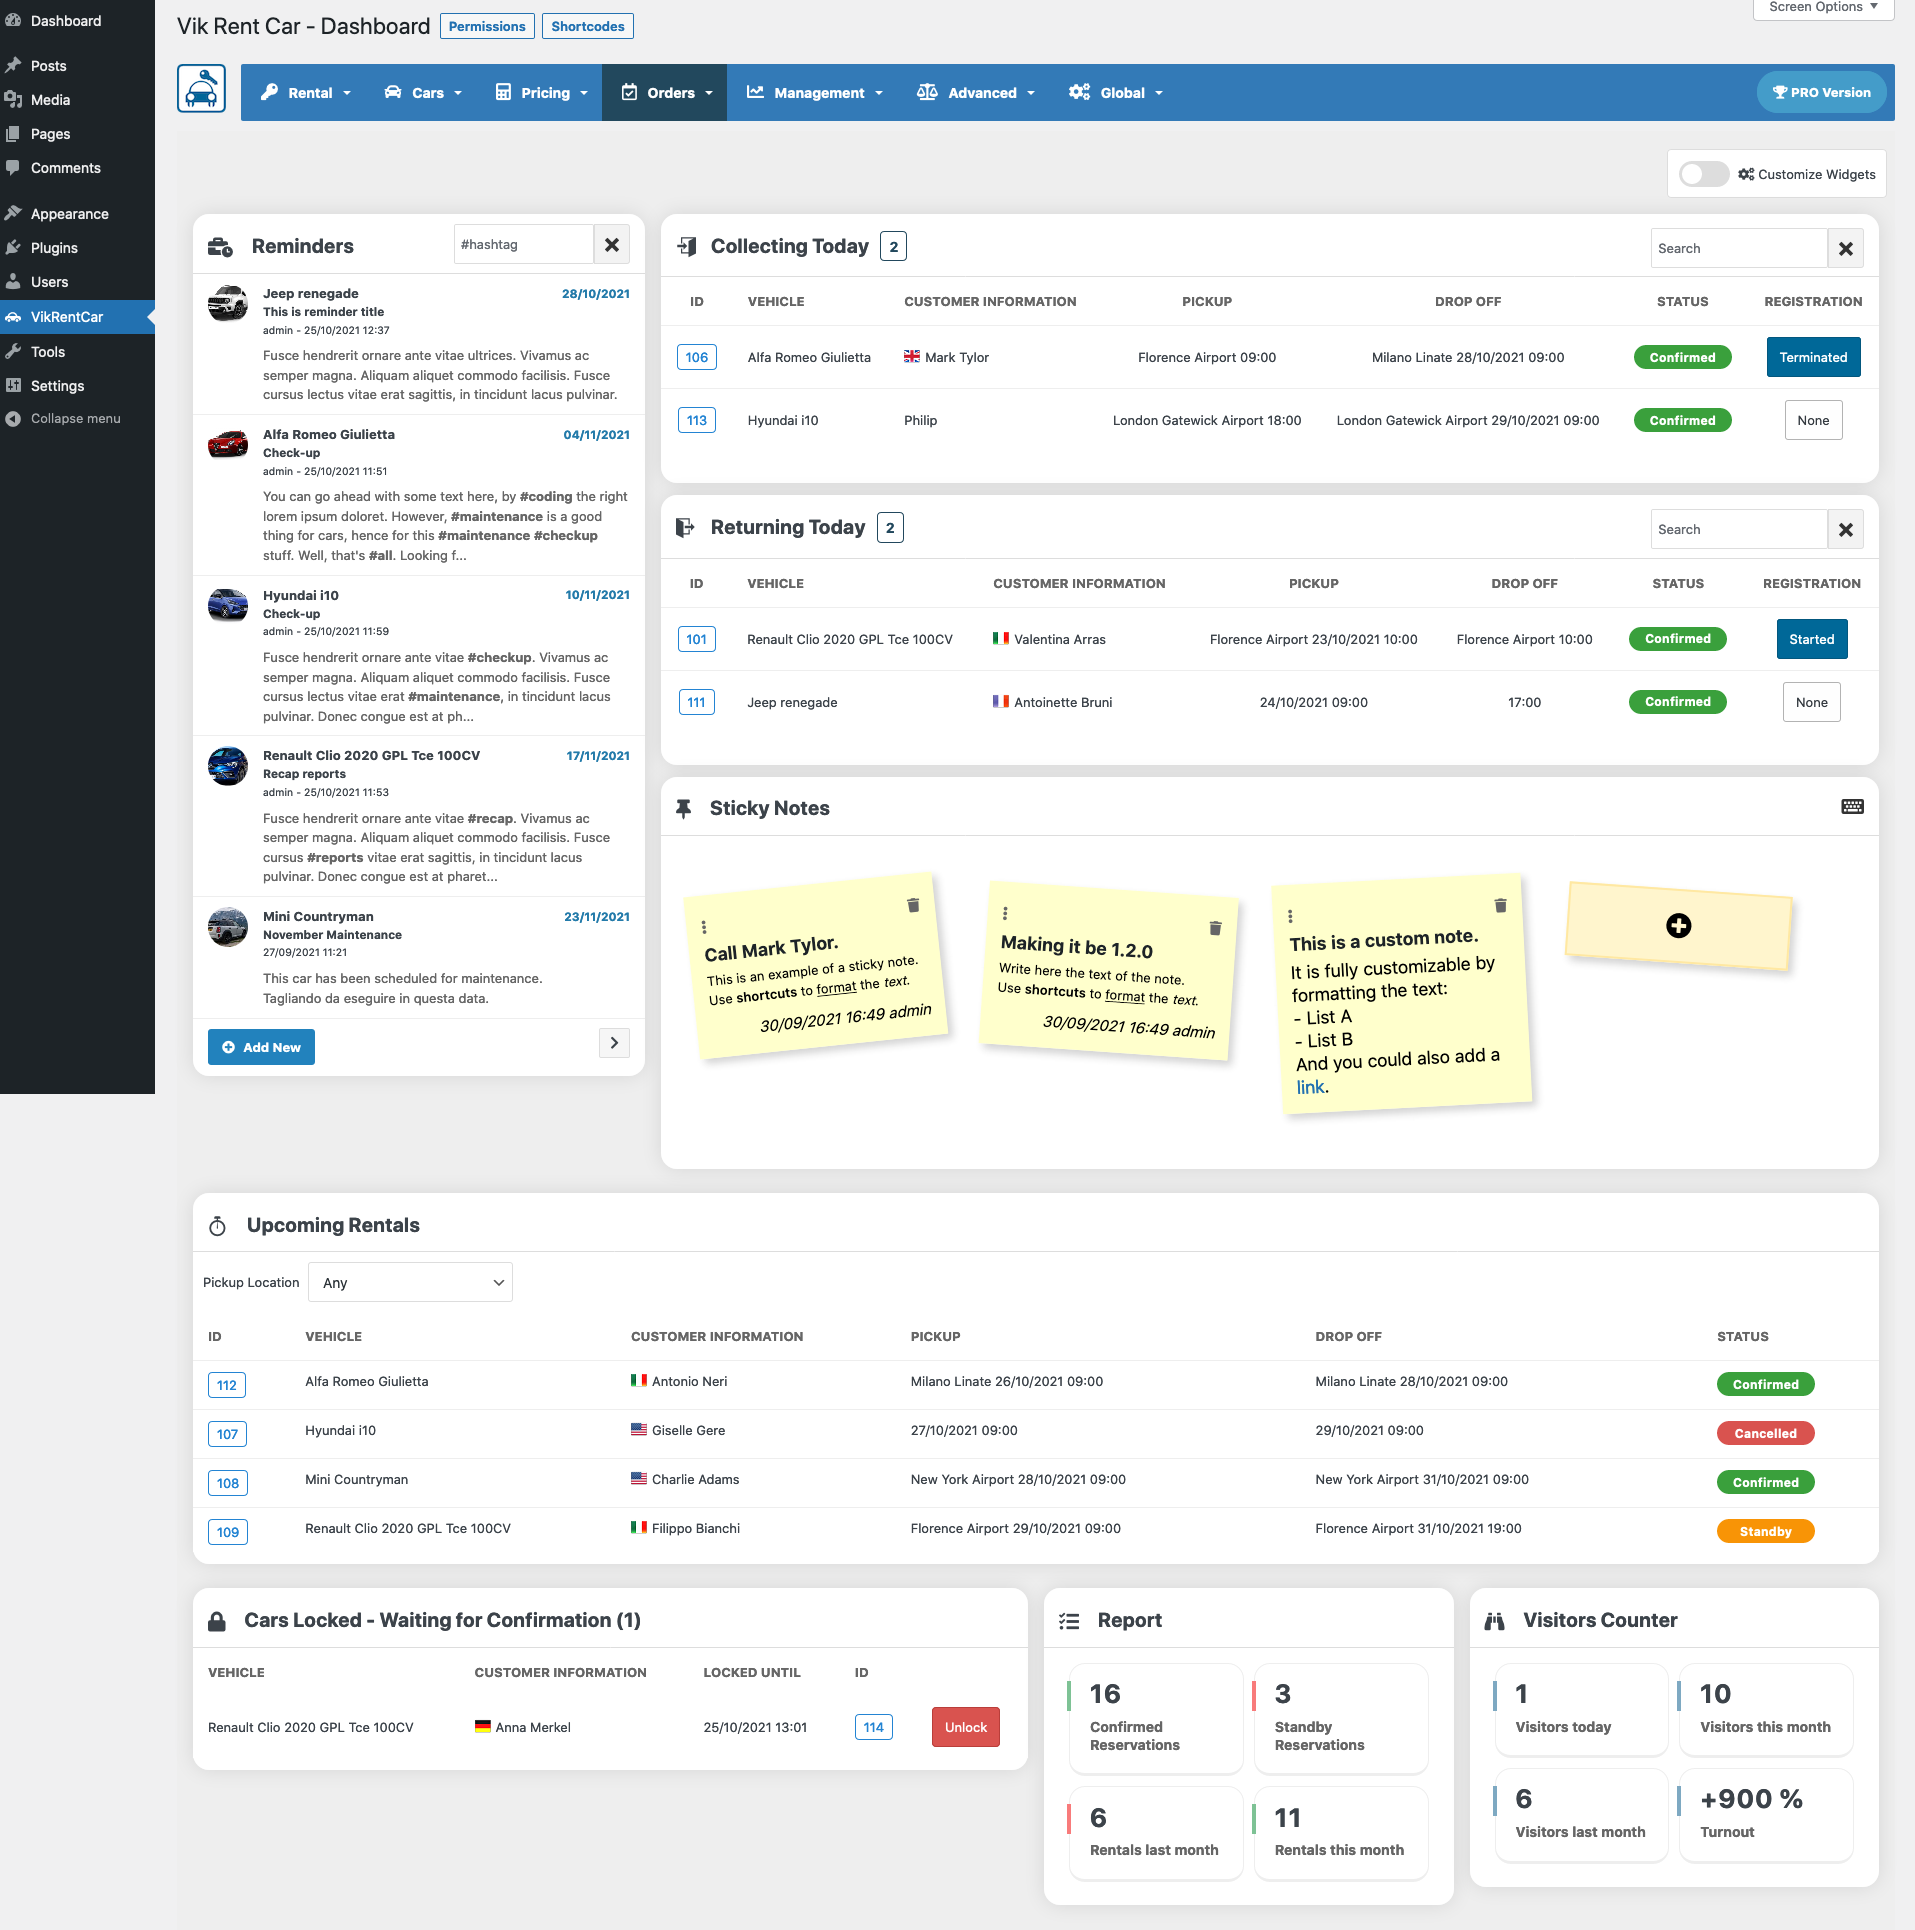 Dashboard
Posts
Media
Pages
Comments
Appearance
Plugins
Users
VikRentCar
Tools
Settings
Collapse menu
Screen Options
Vik Rent Car - Dashboard Permissions Shortcodes
Rental Cars Pricing Orders Management Advanced Global PRO Version
Customize Widgets
Reminders #hashtag
Jeep renegade 28/10/2021
This is reminder title
admin - 25/10/2021 12:37
Fusce hendrerit ornare ante vitae ultrices. Vivamus ac
semper magna. Aliquam aliquet commodo facilisis. Fusce
cursus lectus vitae erat sagittis, in tincidunt lacus pulvinar.
Alfa Romeo Giulietta 04/11/2021
Check-up
admin - 25/10/2021 11:51
You can go ahead with some text here, by #coding the right
lorem ipsum doloret. However, #maintenance is a good
thing for cars, hence for this #maintenance #checkup
stuff. Well, that's #all. Looking f...
Hyundai i10 10/11/2021
Check-up
admin - 25/10/2021 11:59
Fusce hendrerit ornare ante vitae #checkup. Vivamus ac
semper magna. Aliquam aliquet commodo facilisis. Fusce
cursus lectus vitae erat #maintenance, in tincidunt lacus
pulvinar. Donec congue est at ph...
Renault Clio 2020 GPL Tce 100CV 17/11/2021
Recap reports
admin - 25/10/2021 11:53
Fusce hendrerit ornare ante vitae #recap. Vivamus ac
semper magna. Aliquam aliquet commodo facilisis. Fusce
cursus #reports vitae erat sagittis, in tincidunt lacus
pulvinar. Donec congue est at pharet...
Mini Countryman 23/11/2021
November Maintenance
27/09/2021 11:21
This car has been scheduled for maintenance.
Tagliando da eseguire in questa data.
Add New
Collecting Today 2 Search
ID VEHICLE CUSTOMER INFORMATION PICKUP DROP OFF STATUS REGISTRATION
106 Alfa Romeo Giulietta Mark Tylor Florence Airport 09:00 Milano Linate 28/10/2021 09:00 Confirmed Terminated
113 Hyundai i10 Philip London Gatewick Airport 18:00 London Gatewick Airport 29/10/2021 09:00 Confirmed None
Returning Today 2 Search
ID VEHICLE CUSTOMER INFORMATION PICKUP DROP OFF STATUS REGISTRATION
101 Renault Clio 2020 GPL Tce 100CV Valentina Arras Florence Airport 23/10/2021 10:00 Florence Airport 10:00 Confirmed Started
111 Jeep renegade Antoinette Bruni 24/10/2021 09:00 17:00 Confirmed None
Sticky Notes
Call Mark Tylor.
This is an example of a sticky note.
Use shortcuts to format the text.
30/09/2021 16:49 admin
Making it be 1.2.0
Write here the text of the note.
Use shortcuts to format the text.
30/09/2021 16:49 admin
This is a custom note.
It is fully customizable by
formatting the text:
- List A
- List B
And you could also add a
link.
Upcoming Rentals
Pickup Location Any
ID VEHICLE CUSTOMER INFORMATION PICKUP DROP OFF STATUS
112 Alfa Romeo Giulietta Antonio Neri Milano Linate 26/10/2021 09:00 Milano Linate 28/10/2021 09:00 Confirmed
107 Hyundai i10 Giselle Gere 27/10/2021 09:00 29/10/2021 09:00 Cancelled
108 Mini Countryman Charlie Adams New York Airport 28/10/2021 09:00 New York Airport 31/10/2021 09:00 Confirmed
109 Renault Clio 2020 GPL Tce 100CV Filippo Bianchi Florence Airport 29/10/2021 09:00 Florence Airport 31/10/2021 19:00 Standby
Cars Locked - Waiting for Confirmation (1)
VEHICLE CUSTOMER INFORMATION LOCKED UNTIL ID
Renault Clio 2020 GPL Tce 100CV Anna Merkel 25/10/2021 13:01 114 Unlock
Report
16
Confirmed
Reservations
3
Standby
Reservations
6
Rentals last month
11
Rentals this month
Visitors Counter
1
Visitors today
10
Visitors this month
6
Visitors last month
+900 %
Turnout